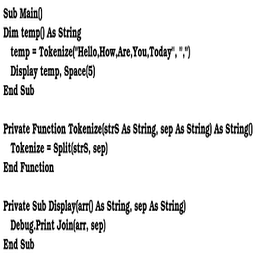 Sub Main()
Dim temp() As String
temp = Tokenize("Hello,How,Are,You,Today", ",")
Display temp, Space(5)
End Sub
Private Function Tokenize(strS As String, sep As String) As String()
Tokenize = Split(strS, sep)
End Function
Private Sub Display(arr() As String, sep As String)
Debug.Print Join(arr, sep)
End Sub